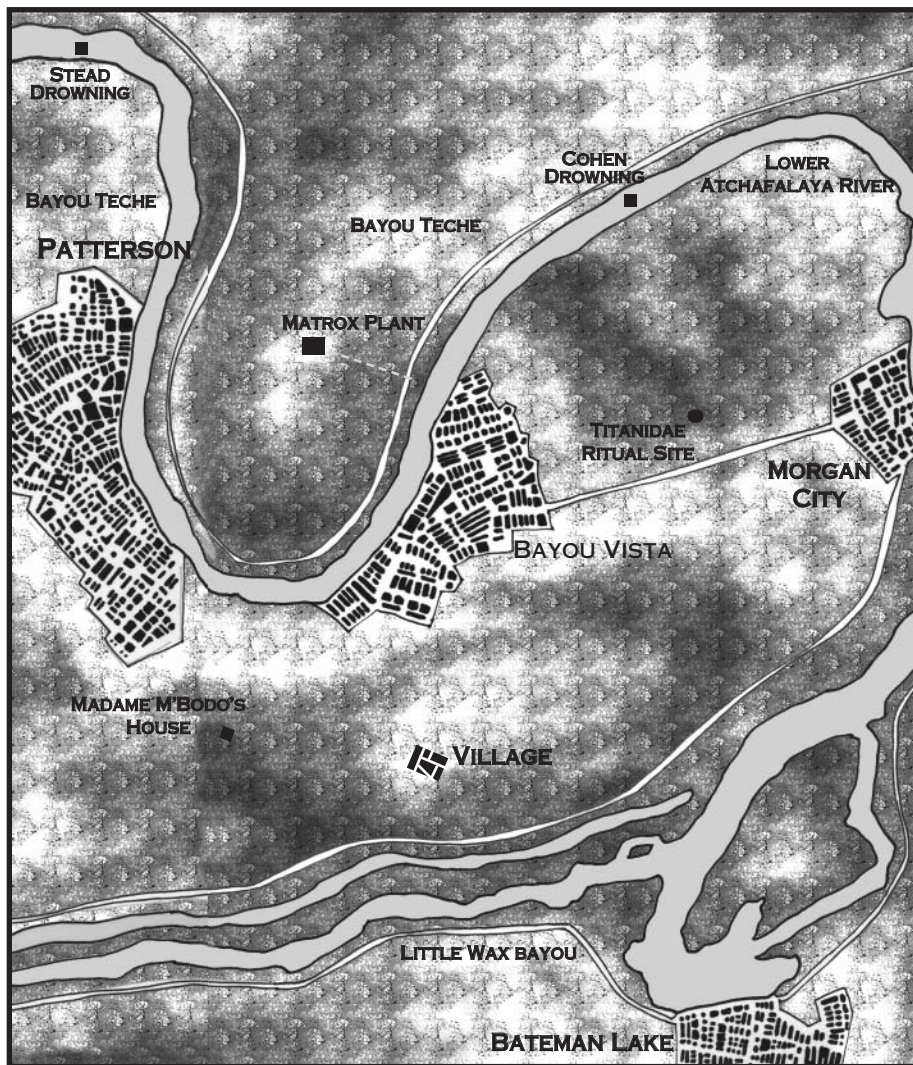 Stead
Drowning
Cohen
Drowning
Lower
Atchafalaya River
Bayou Teche
Bayou Teche
Patterson
Matrox Plant
Titanidae
Ritual Site
Morgan
City
Bayou Vista
Madame M'Bodo's
House
Village
Little Wax bayou
Bateman Lake